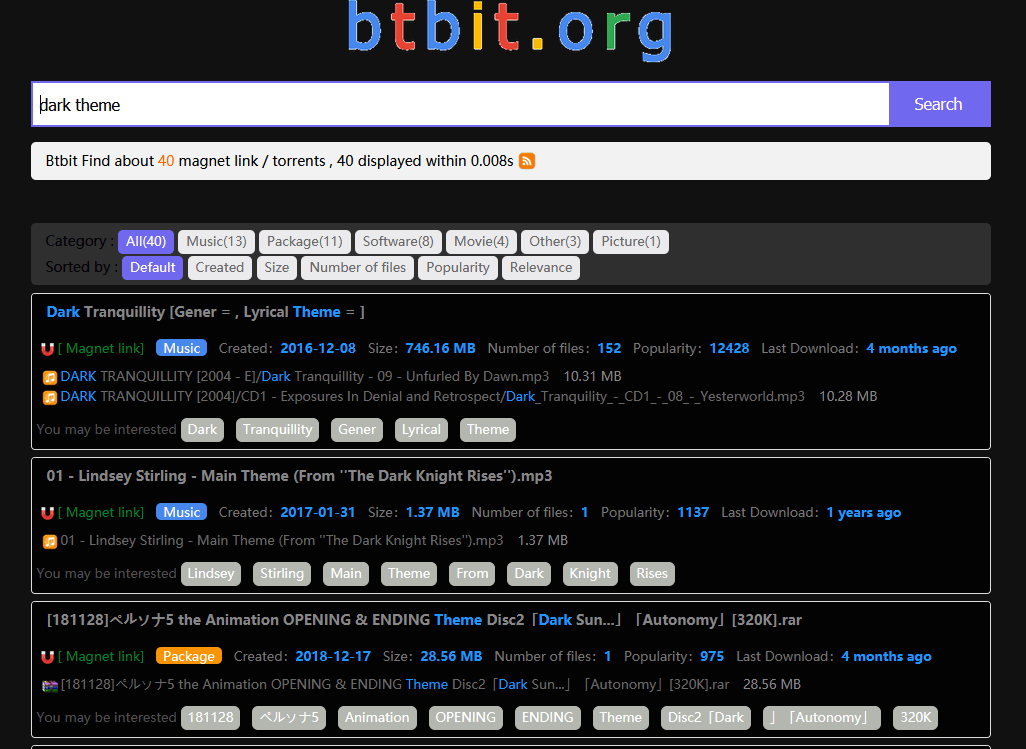 btbit.org
dark theme Search
Btbit Find about 40 magnet link / torrents , 40 displayed within 0.008s
Category : All(40) Music(13) Package(11) Software(8) Movie(4) Other(3) Picture(1)
Sorted by : Default Created Size Number of files Popularity Relevance
Dark Tranquillity [Gener = , Lyrical Theme = ]
[ Magnet link] Music Created: 2016-12-08 Size: 746.16 MB Number of files: 152 Popularity: 12428 Last Download: 4 months ago
DARK TRANQUILLITY [2004 - E]/Dark Tranquillity - 09 - Unfurled By Dawn.mp3 10.31 MB
DARK TRANQUILLITY [2004]/CD1 - Exposures In Denial and Retrospect/Dark_Tranquility_-_CD1_-_08_-_Yesterworld.mp3 10.28 MB
You may be interested Dark Tranquillity Gener Lyrical Theme
01 - Lindsey Stirling - Main Theme (From ''The Dark Knight Rises'').mp3
[ Magnet link] Music Created: 2017-01-31 Size: 1.37 MB Number of files: 1 Popularity: 1137 Last Download: 1 years ago
01 - Lindsey Stirling - Main Theme (From ''The Dark Knight Rises'').mp3 1.37 MB
You may be interested Lindsey Stirling Main Theme From Dark Knight Rises
[181128]ペルソナ5 the Animation OPENING & ENDING Theme Disc2「Dark Sun...」「Autonomy」[320K].rar
[ Magnet link] Package Created: 2018-12-17 Size: 28.56 MB Number of files: 1 Popularity: 975 Last Download: 4 months ago
[181128]ペルソナ5 the Animation OPENING & ENDING Theme Disc2「Dark Sun...」「Autonomy」[320K].rar 28.56 MB
You may be interested 181128 ペルソナ5 Animation OPENING ENDING Theme Disc2「Dark 」「Autonomy」 320K